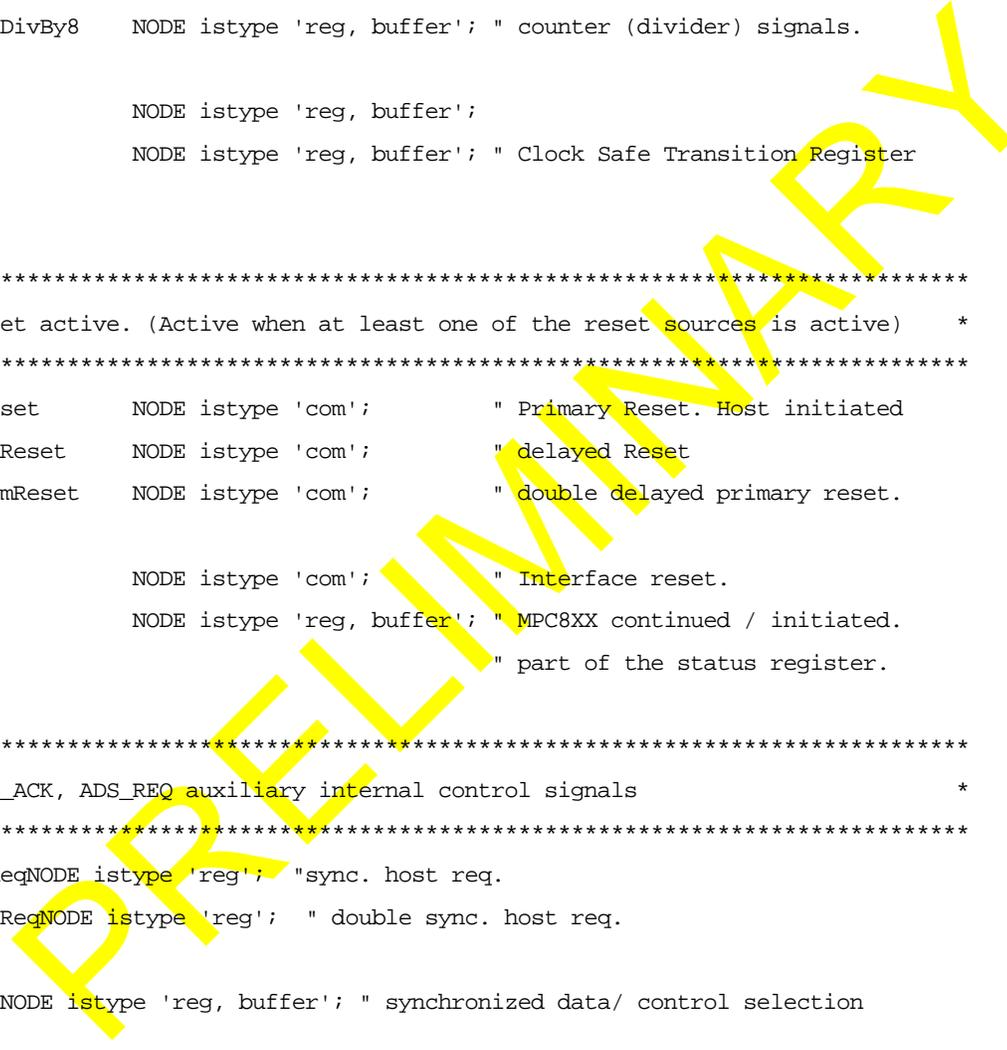 DivBy8    NODE istype 'reg, buffer'; " counter (divider) signals.
NODE istype 'reg, buffer';
NODE istype 'reg, buffer'; " Clock Safe Transition Register
*************************************************************************
et active. (Active when at least one of the reset sources is active)    *
*************************************************************************
set       NODE istype 'com';         " Primary Reset. Host initiated
Reset     NODE istype 'com';         " delayed Reset
mReset    NODE istype 'com';         " double delayed primary reset.
NODE istype 'com';         " Interface reset.
NODE istype 'reg, buffer'; " MPC8XX continued / initiated.
" part of the status register.
*************************************************************************
_ACK, ADS_REQ auxiliary internal control signals                        *
*************************************************************************
eqNODE istype 'reg';  "sync. host req.
ReqNODE istype 'reg';  " double sync. host req.
NODE istype 'reg, buffer'; " synchronized data/ control selection
PRELIMINARY